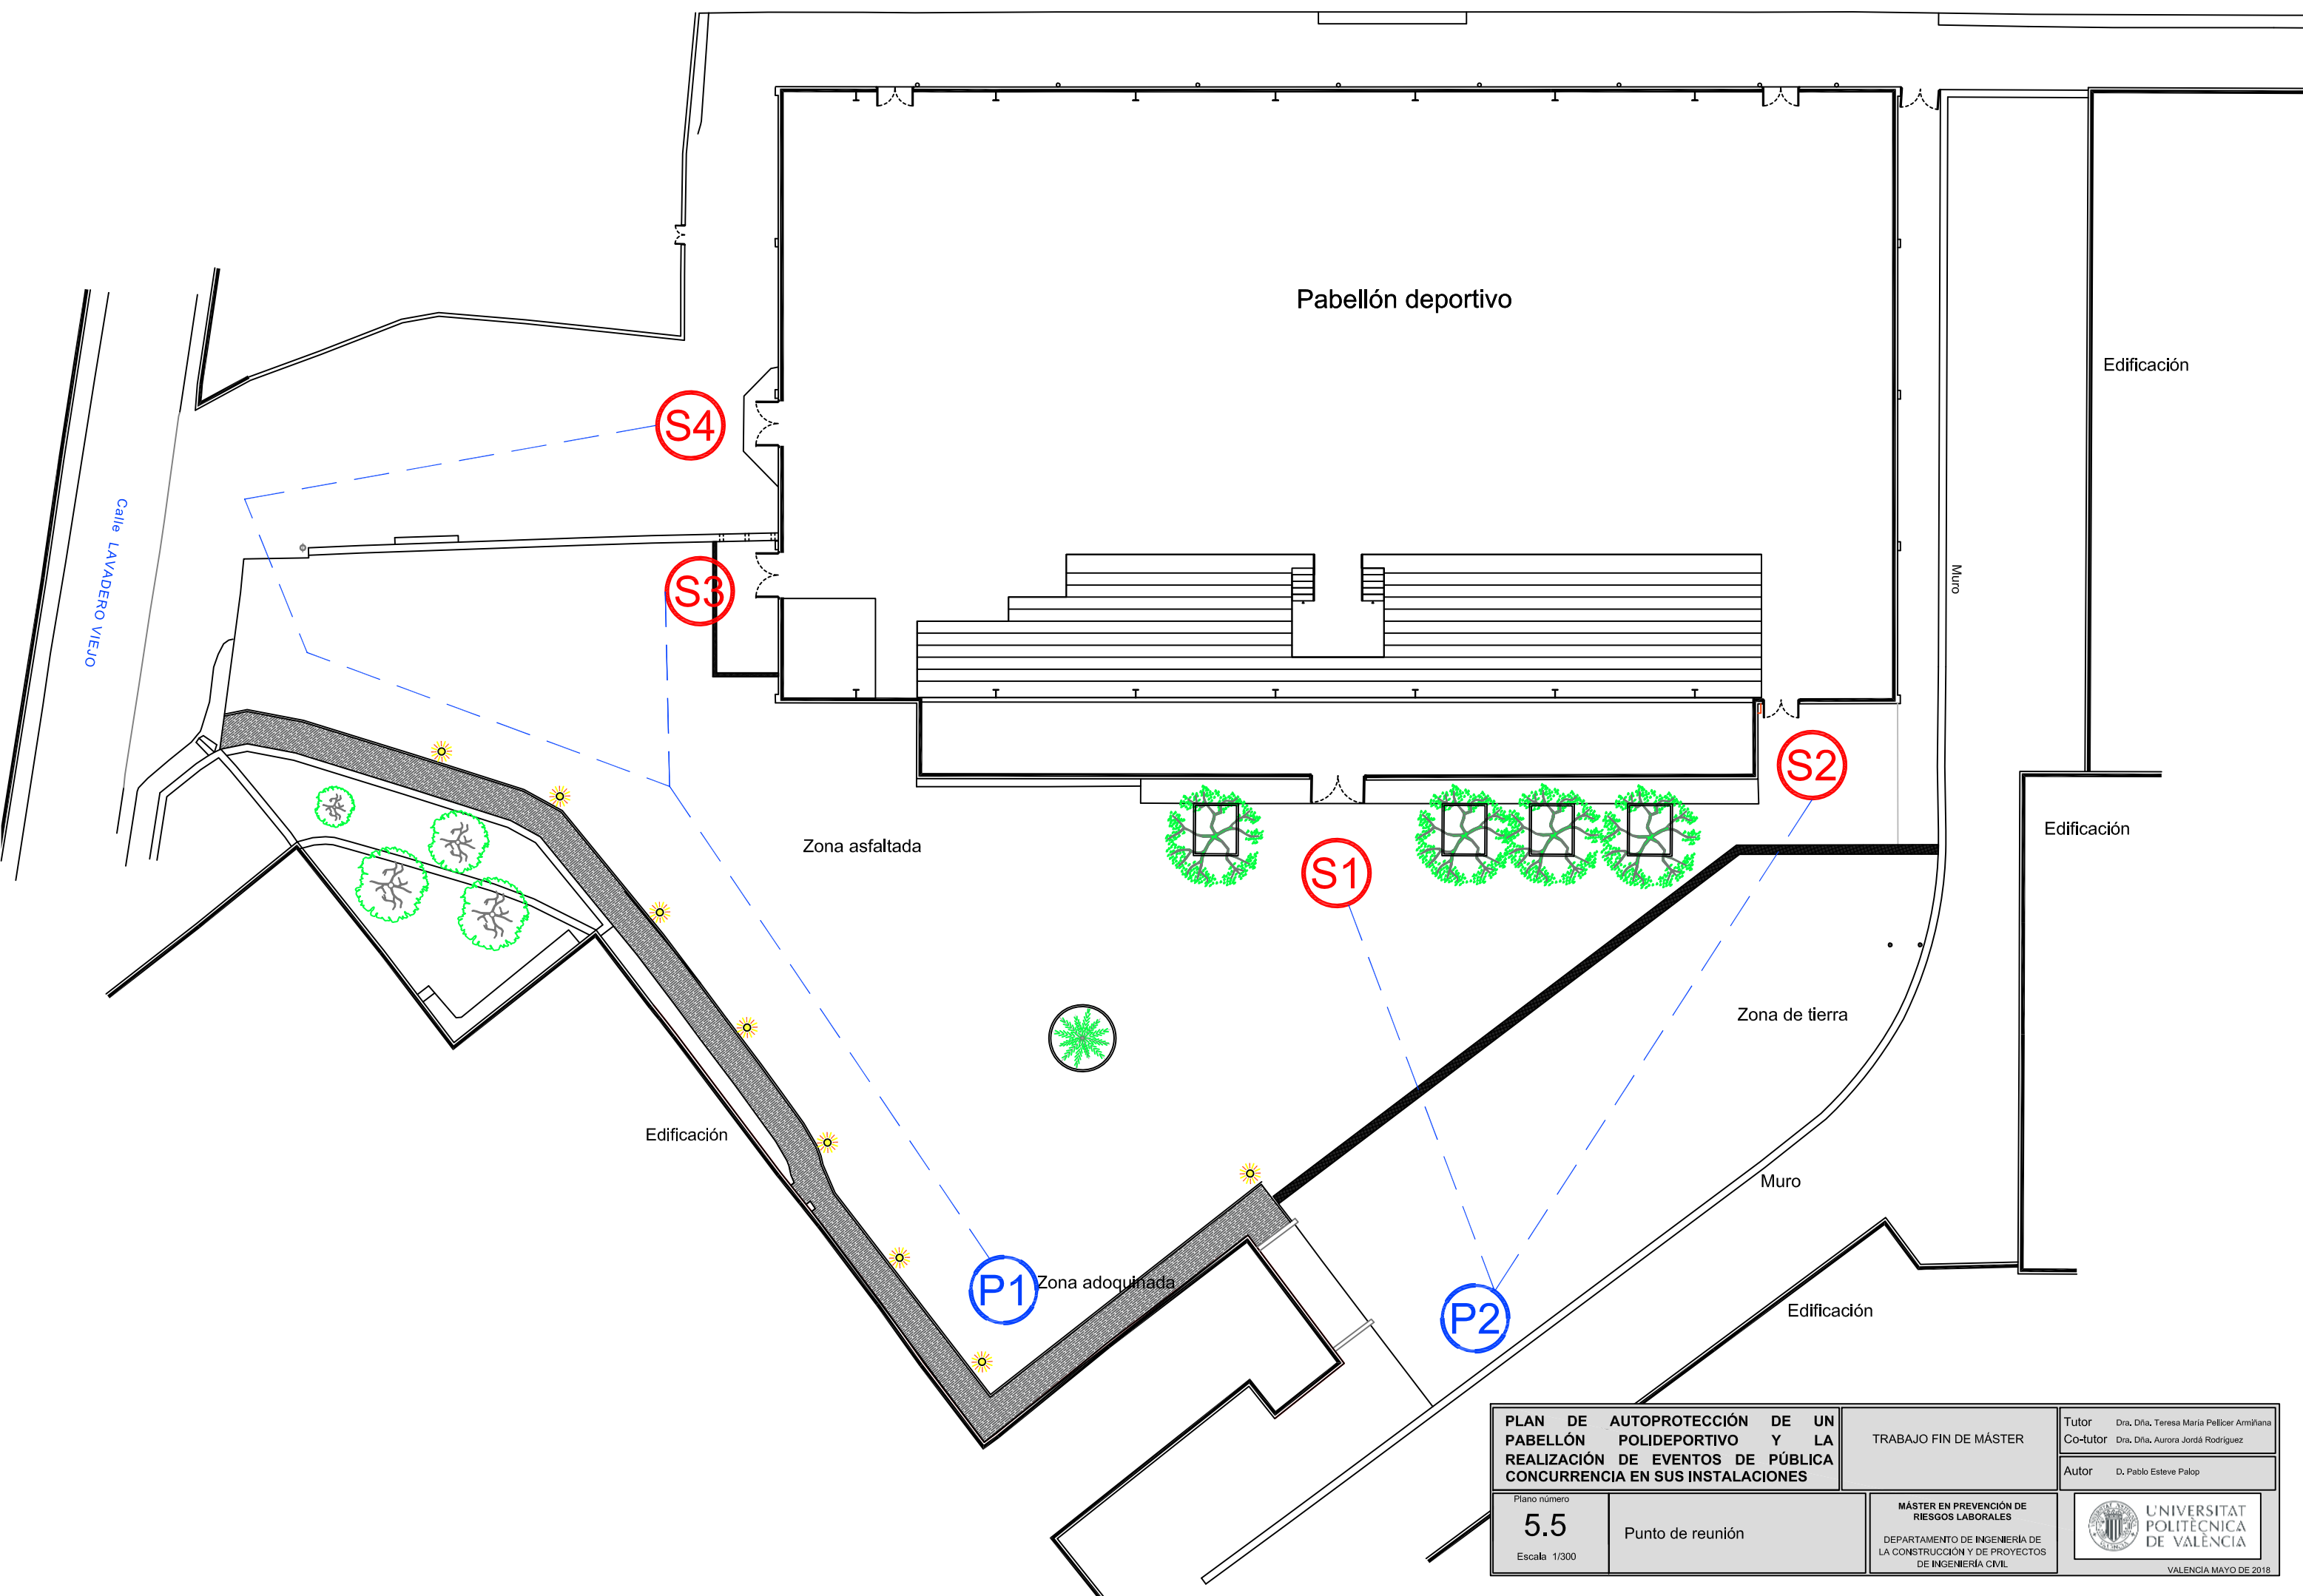 Pabellón deportivo
Edificación
S4
Calle LAVADERO VIEJO
S3
Muro
S2
Edificación
Zona asfaltada
S1
Zona de tierra
Edificación
Muro
P1
Zona adoquinada
P2
Edificación
PLAN DE AUTOPROTECCIÓN DE UN
PABELLÓN POLIDEPORTIVO Y LA
REALIZACIÓN DE EVENTOS DE PÚBLICA
CONCURRENCIA EN SUS INSTALACIONES
TRABAJO FIN DE MÁSTER
Tutor Dra. Dña. Teresa María Pellicer Armiñana
Co-tutor Dra. Dña. Aurora Jordá Rodríguez
Autor D. Pablo Esteve Palop
Plano número
5.5
Escala 1/300
Punto de reunión
MÁSTER EN PREVENCIÓN DE
RIESGOS LABORALES
DEPARTAMENTO DE INGENIERÍA DE
LA CONSTRUCCIÓN Y DE PROYECTOS
DE INGENIERÍA CIVIL
UNIVERSITAT
POLITÈCNICA
DE VALÈNCIA
VALENCIA MAYO DE 2018